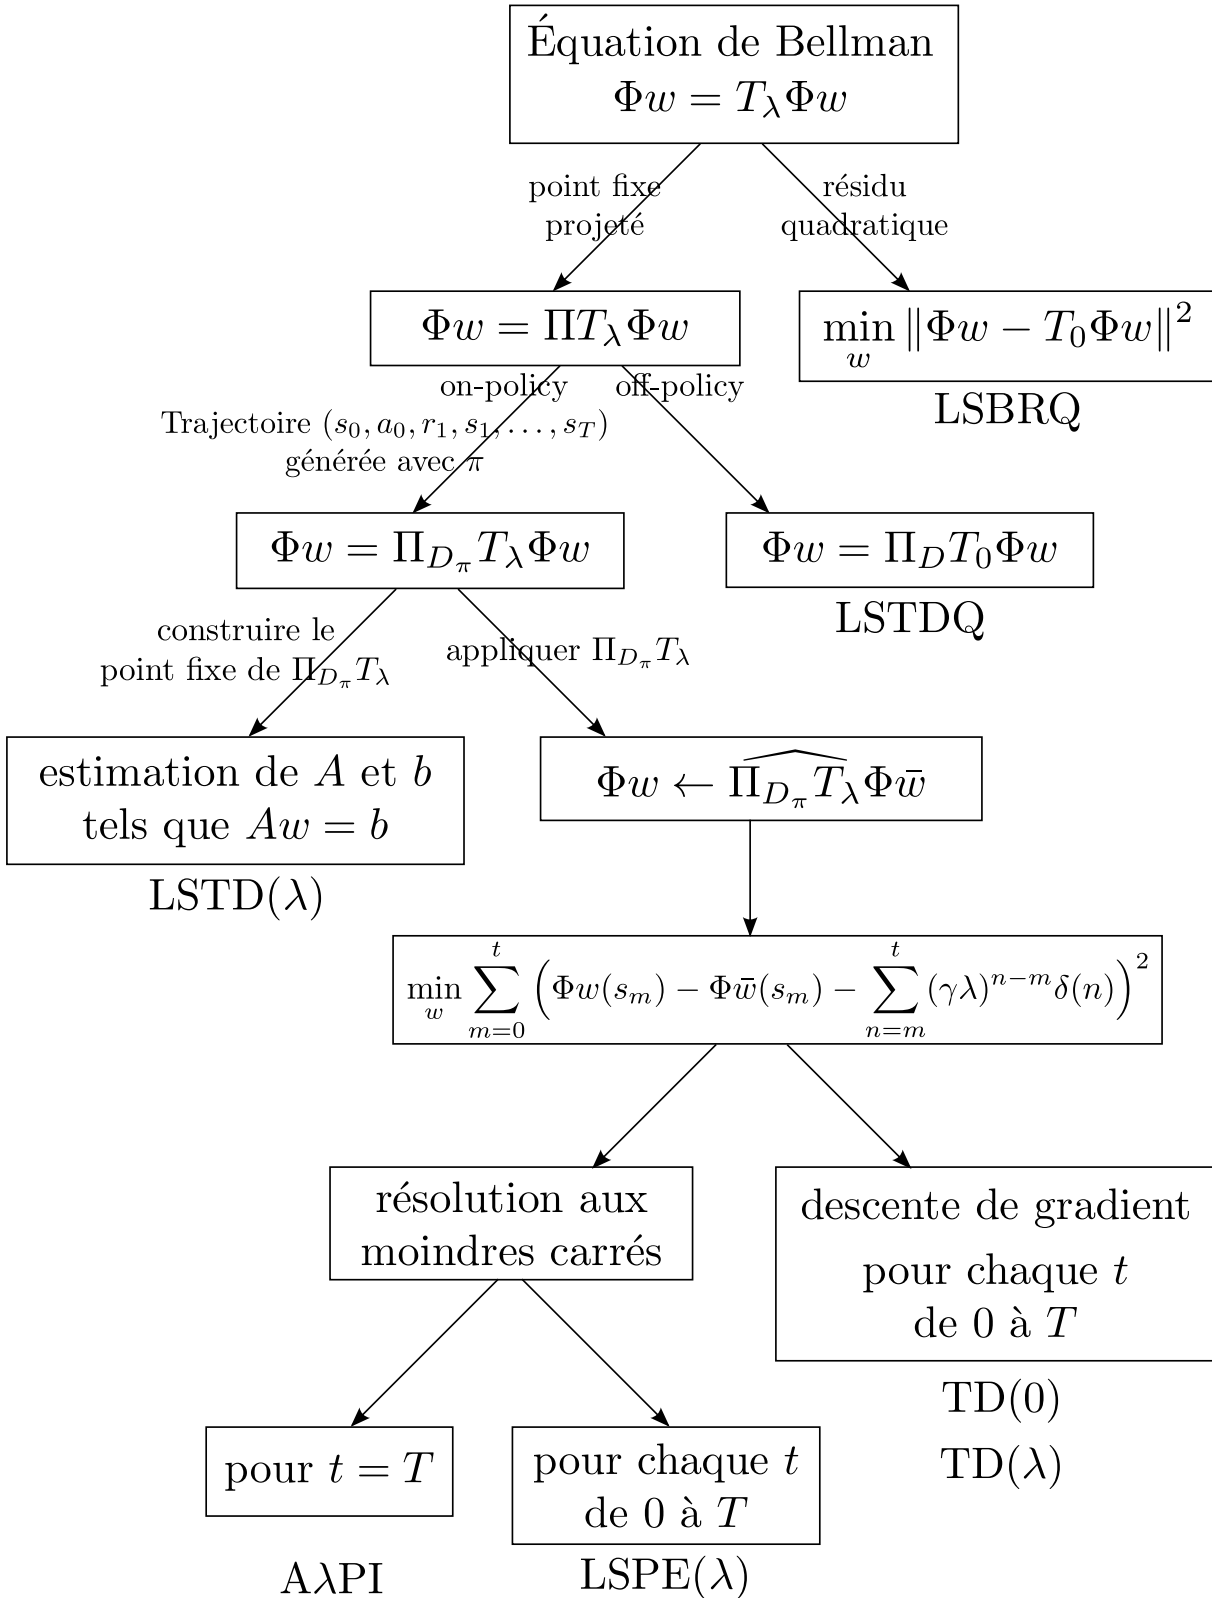 Équation de Bellman
Φw = T_λΦw
point fixe
projeté
résidu
quadratique
Φw = ΠT_λΦw
min_w ‖Φw − T_0Φw‖²
LSBRQ
on-policy
off-policy
Trajectoire (s_0, a_0, r_1, s_1, . . . , s_T)
générée avec π
Φw = Π_{D_π}T_λΦw
Φw = Π_D T_0Φw
LSTDQ
construire le
point fixe de Π_{D_π}T_λ
appliquer Π_{D_π}T_λ
estimation de A et b
tels que Aw = b
LSTD(λ)
Φw ← \widehat{Π_{D_π}T_λ}Φw̄
min_w ∑_{m=0}^{t} (Φw(s_m) − Φw̄(s_m) − ∑_{n=m}^{t} (γλ)^{n−m}δ(n))²
résolution aux
moindres carrés
descente de gradient
pour chaque t
de 0 à T
TD(0)
TD(λ)
pour t = T
AλPI
pour chaque t
de 0 à T
LSPE(λ)